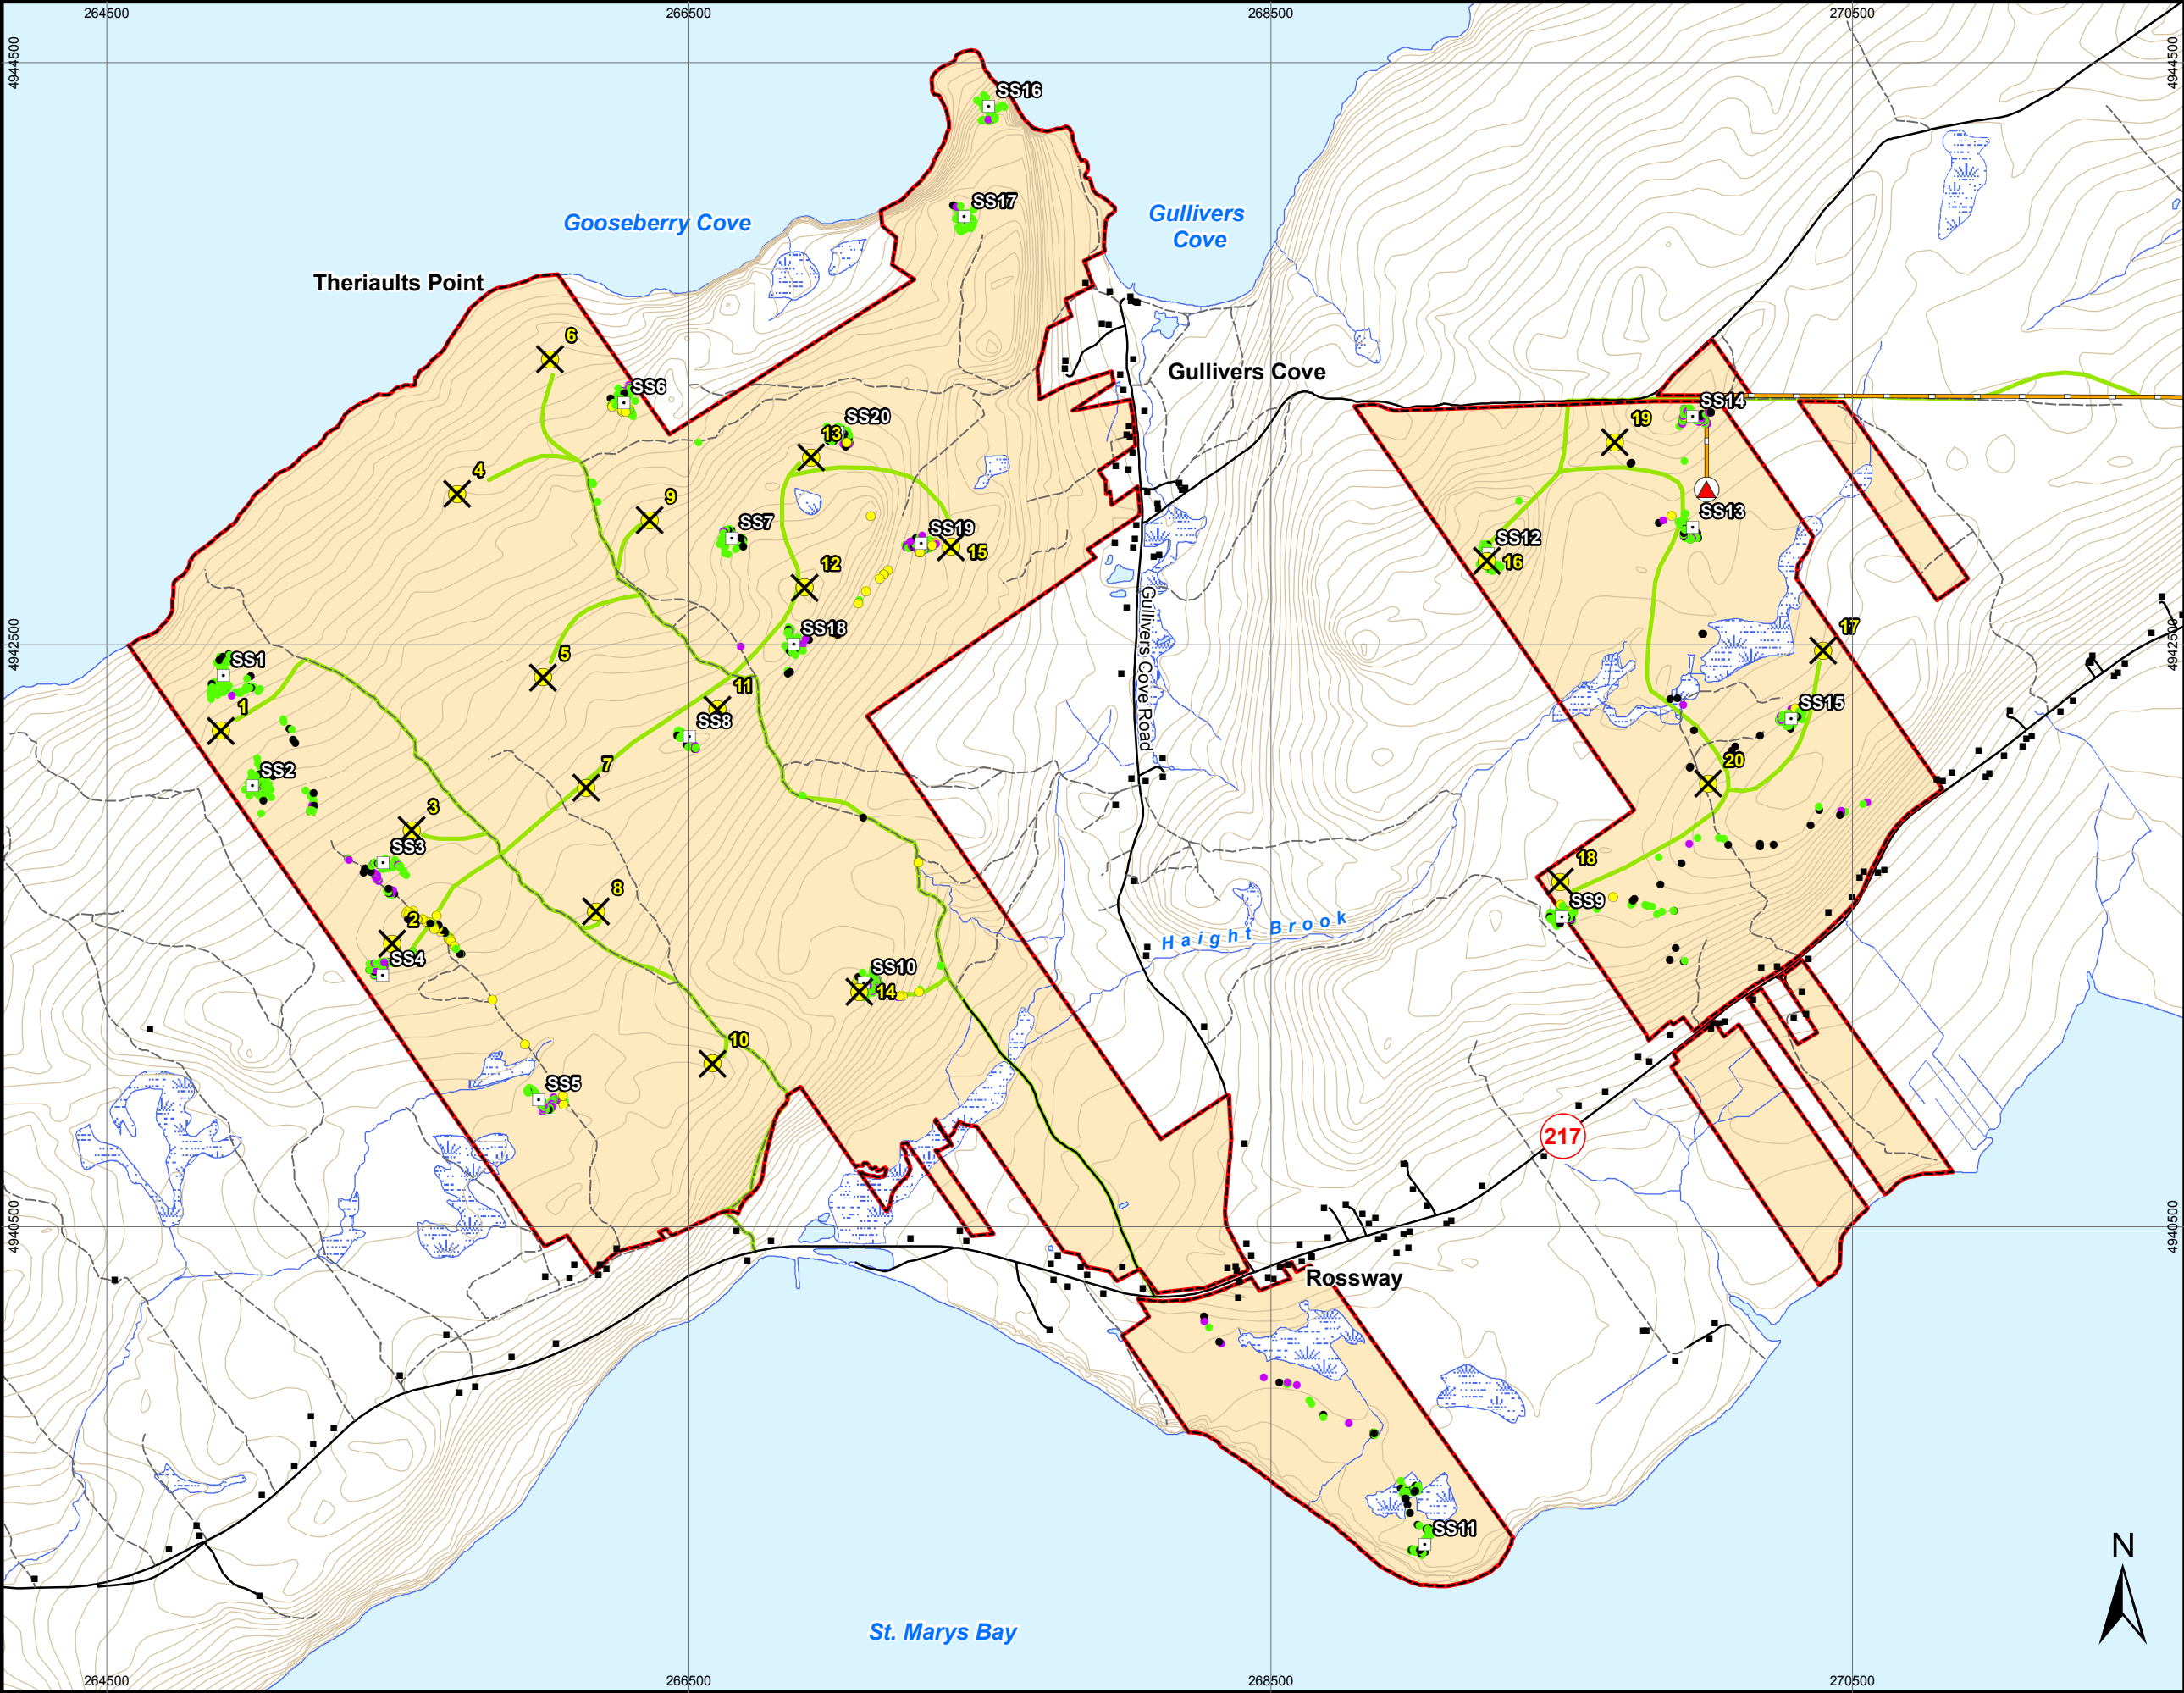 264500
266500
268500
270500
4944500
4944500
SS16
SS17
Gooseberry Cove
Gullivers
Cove
Theriaults Point
6
Gullivers Cove
SS6
SS14
SS20
19
13
4
9
SS13
SS7
SS19
SS12
15
16
12
Gullivers Cove Road
SS18
17
4942500
4942500
SS1
5
11
SS15
1
SS8
20
7
SS2
3
SS3
18
8
SS9
2
Haight Brook
SS4
SS10
14
10
SS5
217
4940500
4940500
Rossway
SS11
N
St. Marys Bay
264500
266500
268500
270500